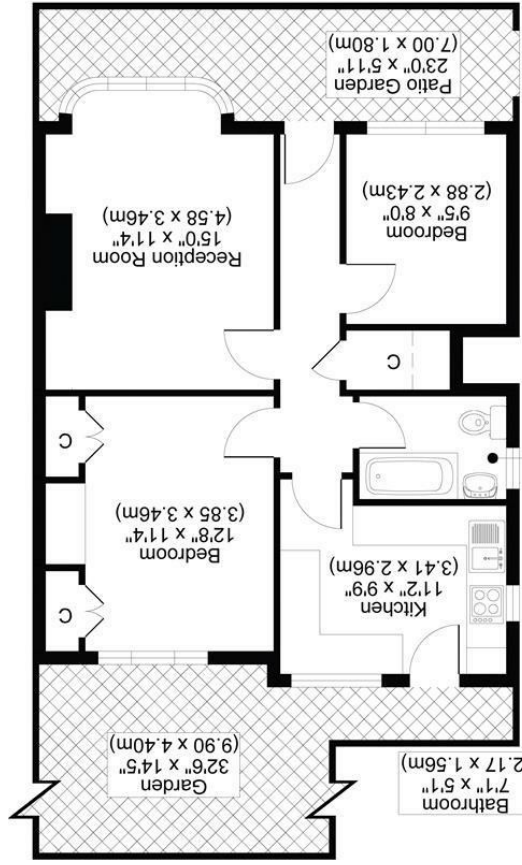 Bathroom
7'1" x 5'1"
2.17 x 1.56m)
Garden
32'6" x 14'5"
(9.90 x 4.40m)
Kitchen
11'2" x 9'9"
(3.41 x 2.96m)
Bedroom
12'8" x 11'4"
(3.85 x 3.46m)
C
C
C
Bedroom
9'5" x 8'0"
(2.88 x 2.43m)
Reception Room
15'0" x 11'4"
(4.58 x 3.46m)
Patio Garden
23'0" x 5'11"
(7.00 x 1.80m)